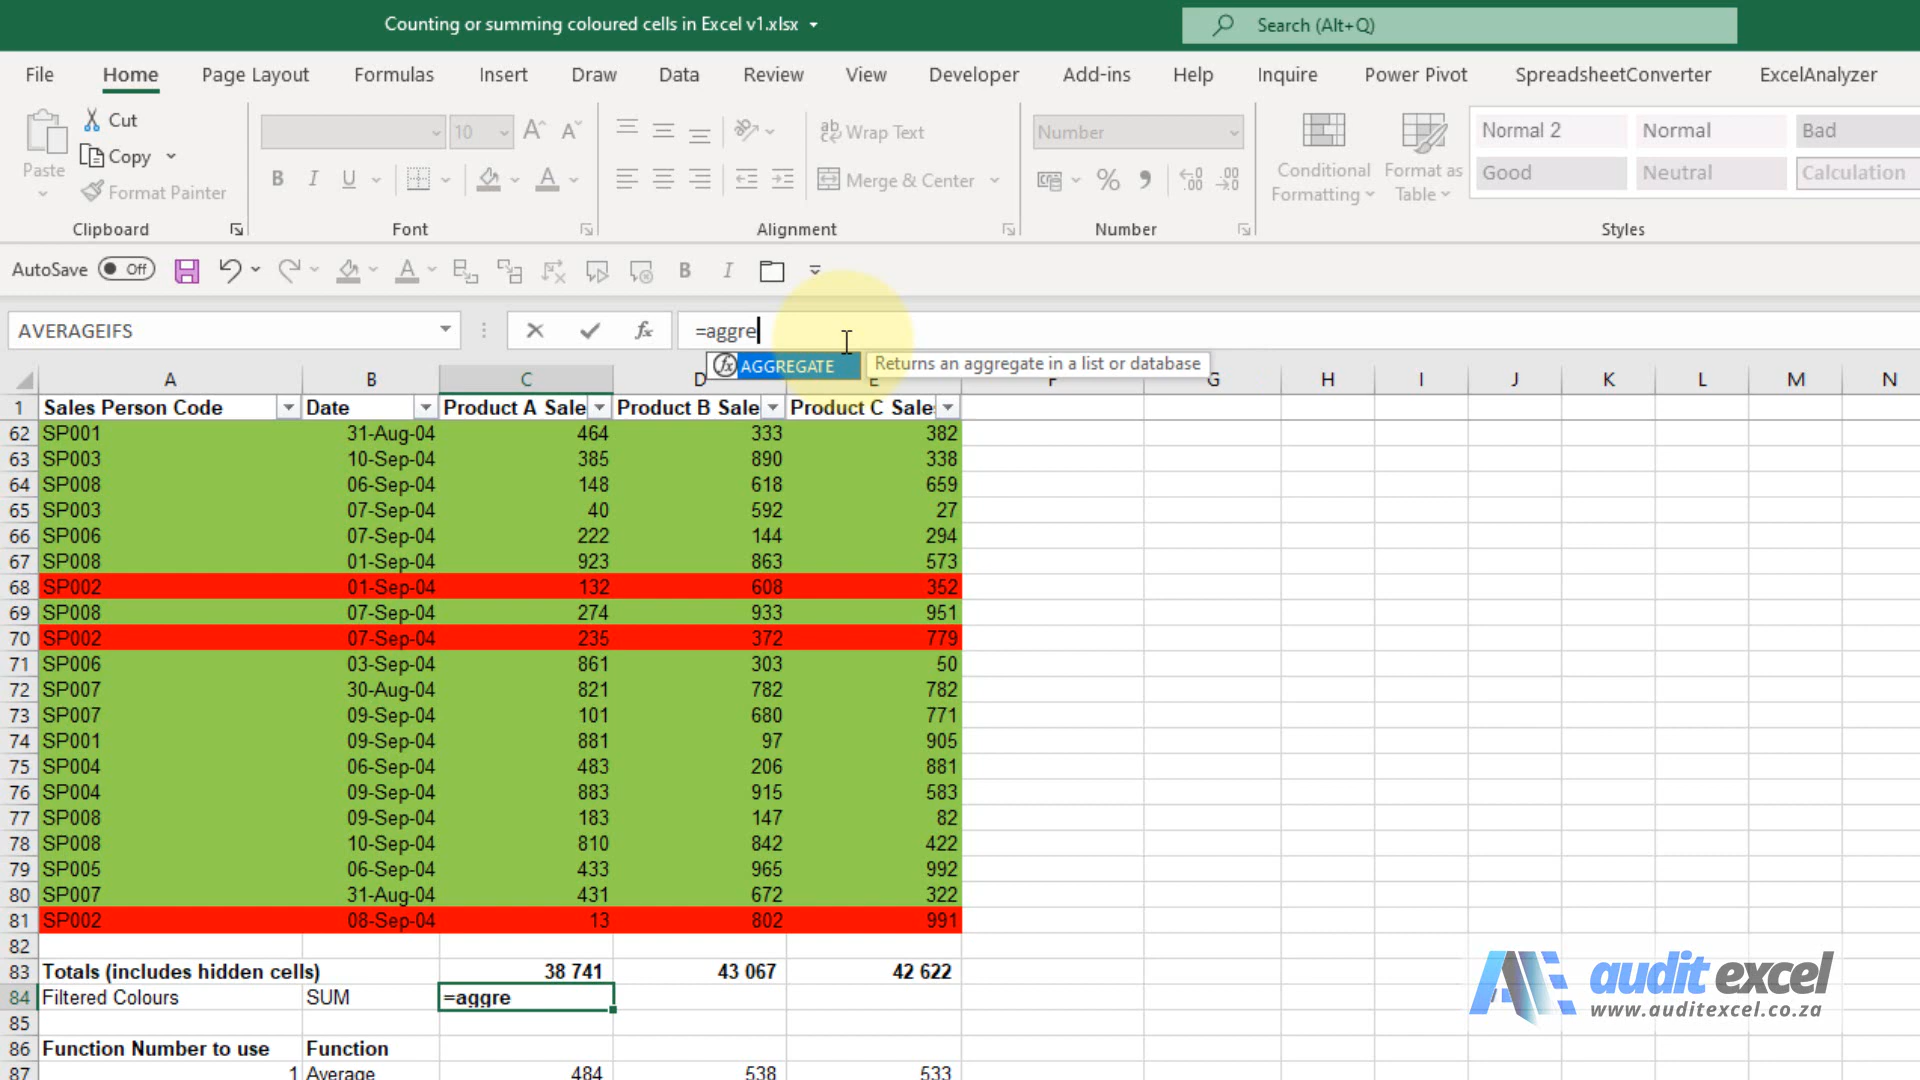 Counting or summing coloured cells in Excel v1.xlsx
Search (Alt+Q)
File Home Page Layout Formulas Insert Draw Data Review View Developer Add-ins Help Inquire Power Pivot SpreadsheetConverter ExcelAnalyzer
Paste
Cut
Copy
Format Painter
Clipboard
10
B I U
Font
Wrap Text
Merge & Center
Alignment
Number
Number
Conditional Formatting
Format as Table
Normal 2 Normal Bad
Good Neutral Calculation
Styles
AutoSave Off
B I
AVERAGEIFS
fx
=aggre
AGGREGATE
Returns an aggregate in a list or database
A B C D E F G H I J K L M N
1 Sales Person Code Date Product A Sale Product B Sale Product C Sale
62 SP001 31-Aug-04 464 333 382
63 SP003 10-Sep-04 385 890 338
64 SP008 06-Sep-04 148 618 659
65 SP003 07-Sep-04 40 592 27
66 SP006 07-Sep-04 222 144 294
67 SP008 01-Sep-04 923 863 573
68 SP002 01-Sep-04 132 608 352
69 SP008 07-Sep-04 274 933 951
70 SP002 07-Sep-04 235 372 779
71 SP006 03-Sep-04 861 303 50
72 SP007 30-Aug-04 821 782 782
73 SP007 09-Sep-04 101 680 771
74 SP001 09-Sep-04 881 97 905
75 SP004 06-Sep-04 483 206 881
76 SP004 09-Sep-04 883 915 583
77 SP008 09-Sep-04 183 147 82
78 SP008 10-Sep-04 810 842 422
79 SP005 06-Sep-04 433 965 992
80 SP007 31-Aug-04 431 672 322
81 SP002 08-Sep-04 13 802 991
82
83 Totals (includes hidden cells) 38 741 43 067 42 622
84 Filtered Colours SUM =aggre
85
86 Function Number to use Function
87 1 Average 484 538 533
audit excel
www.auditexcel.co.za